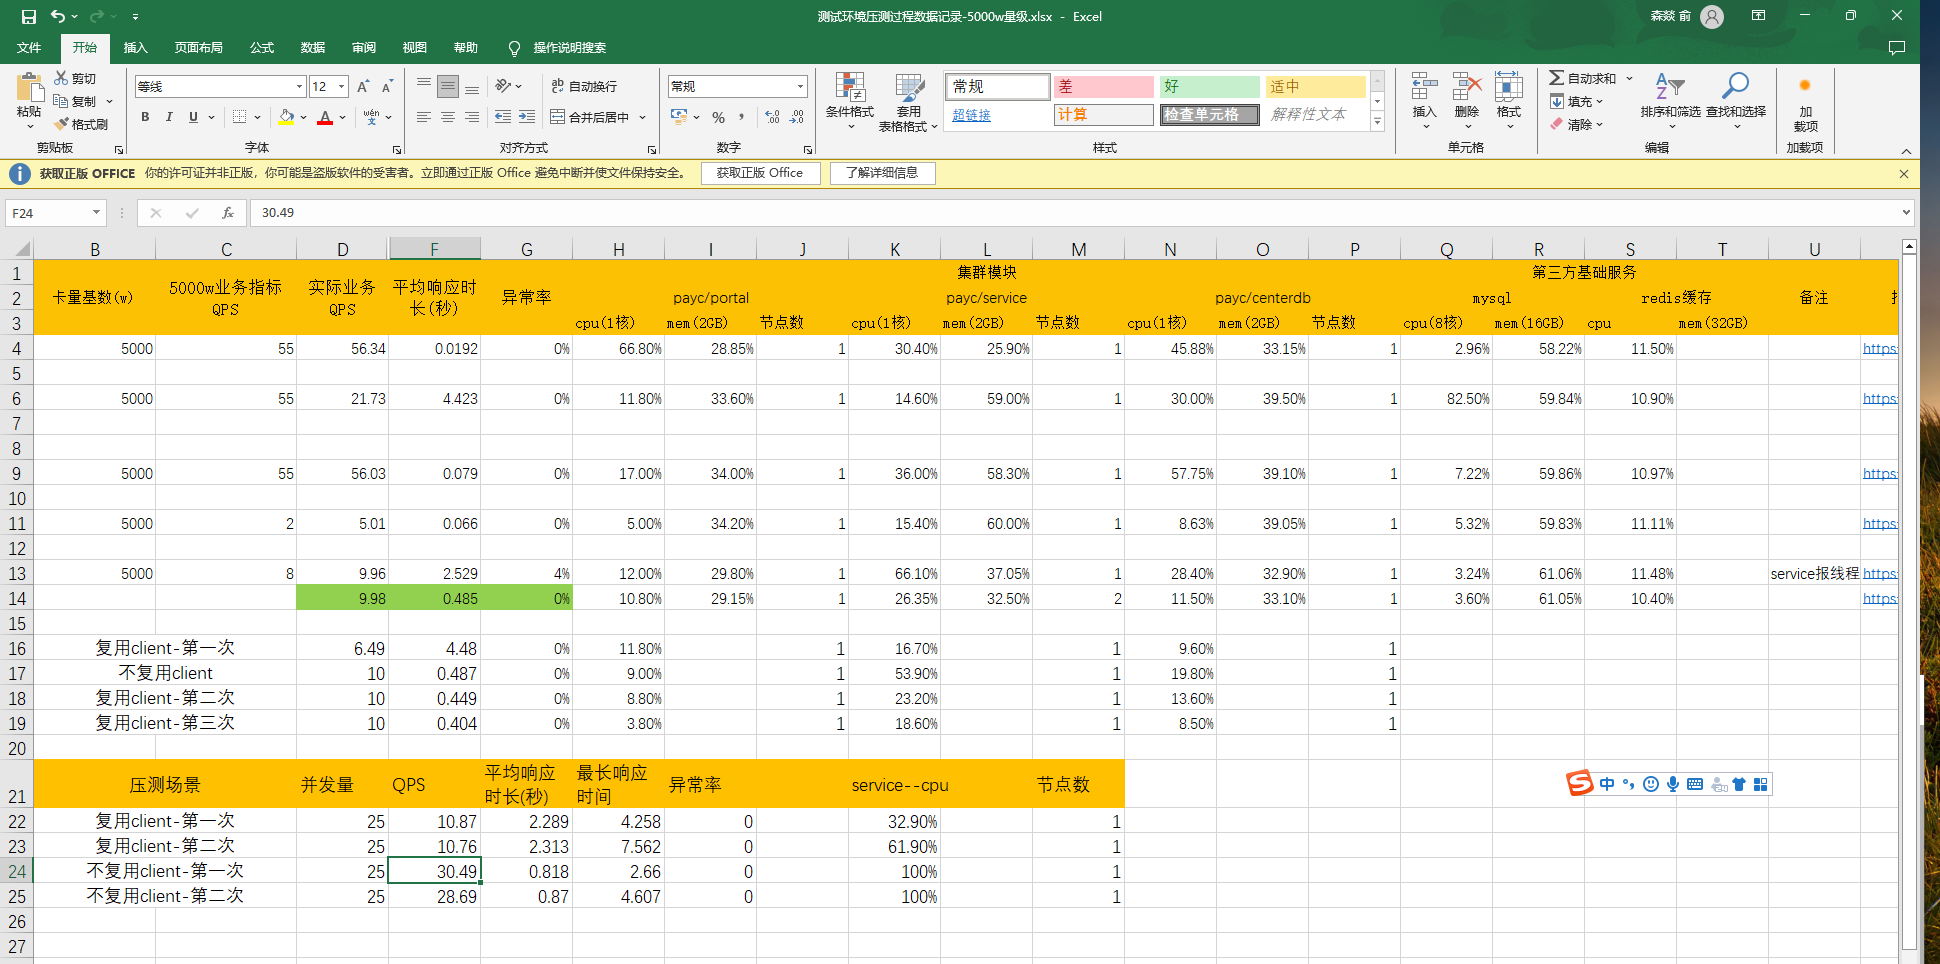 测试环境压测过程数据记录-5000w量级.xlsx - Excel
森燚 俞
文件 开始 插入 页面布局 公式 数据 审阅 视图 帮助 操作说明搜索
粘贴 剪切 复制 格式刷 剪贴板
等线 12 B I U A A A wén 文 字体
ab 自动换行 合并后居中 对齐方式
常规 % , 数字
条件格式 套用 表格格式 常规 差 好 适中 超链接 计算 检查单元格 解释性文本 样式
插入 删除 格式 单元格
自动求和 填充 清除 排序和筛选 查找和选择 编辑
加 载项 加载项
获取正版 OFFICE 你的许可证并非正版，你可能是盗版软件的受害者。立即通过正版 Office 避免中断并使文件保持安全。 获取正版 Office 了解详细信息
F24 fx 30.49
B C D F G H I J K L M N O P Q R S T U
1 集群模块 第三方基础服务
2 卡量基数(w) 5000w业务指标QPS 实际业务QPS 平均响应时长(秒) 异常率 payc/portal payc/service payc/centerdb mysql redis缓存 备注
3 cpu(1核) mem(2GB) 节点数 cpu(1核) mem(2GB) 节点数 cpu(1核) mem(2GB) 节点数 cpu(8核) mem(16GB) cpu mem(32GB)
4 5000 55 56.34 0.0192 0% 66.80% 28.85% 1 30.40% 25.90% 1 45.88% 33.15% 1 2.96% 58.22% 11.50% https:
5
6 5000 55 21.73 4.423 0% 11.80% 33.60% 1 14.60% 59.00% 1 30.00% 39.50% 1 82.50% 59.84% 10.90% https:
7
8
9 5000 55 56.03 0.079 0% 17.00% 34.00% 1 36.00% 58.30% 1 57.75% 39.10% 1 7.22% 59.86% 10.97% https:
10
11 5000 2 5.01 0.066 0% 5.00% 34.20% 1 15.40% 60.00% 1 8.63% 39.05% 1 5.32% 59.83% 11.11% https:
12
13 5000 8 9.96 2.529 4% 12.00% 29.80% 1 66.10% 37.05% 1 28.40% 32.90% 1 3.24% 61.06% 11.48% service报线程 https:
14 9.98 0.485 0% 10.80% 29.15% 1 26.35% 32.50% 2 11.50% 33.10% 1 3.60% 61.05% 10.40% https:
15
16 复用client-第一次 6.49 4.48 0% 11.80% 1 16.70% 1 9.60% 1
17 不复用client 10 0.487 0% 9.00% 1 53.90% 1 19.80% 1
18 复用client-第二次 10 0.449 0% 8.80% 1 23.20% 1 13.60% 1
19 复用client-第三次 10 0.404 0% 3.80% 1 18.60% 1 8.50% 1
20
21 压测场景 并发量 QPS 平均响应时长(秒) 最长响应时间 异常率 service--cpu 节点数
22 复用client-第一次 25 10.87 2.289 4.258 0 32.90% 1
23 复用client-第二次 25 10.76 2.313 7.562 0 61.90% 1
24 不复用client-第一次 25 30.49 0.818 2.66 0 100% 1
25 不复用client-第二次 25 28.69 0.87 4.607 0 100% 1
26
27
S 中